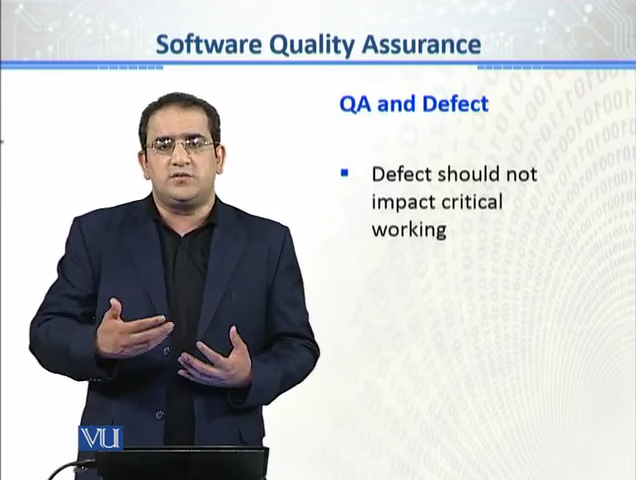 Software Quality Assurance
QA and Defect
▪ Defect should not
impact critical
working
VU